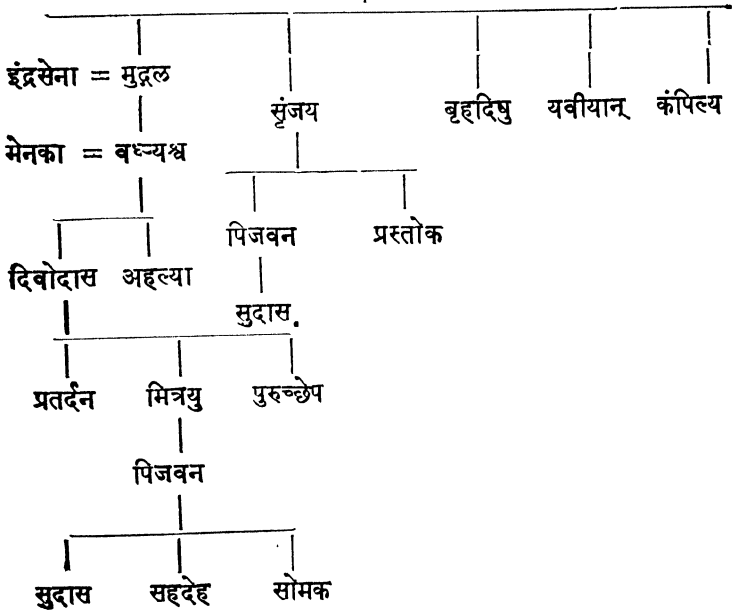 इंद्रसेना = मुद्गल
सृंजय बृहदिषु यवीयान् कंपिल्य
मेनका = वध्र्यश्व
पिजवन प्रस्तोक
दिवोदास अहल्या
सुदास.
प्रतर्दन मित्रयु पुरुच्छेप
पिजवन
सुदास सहदेह सोमक